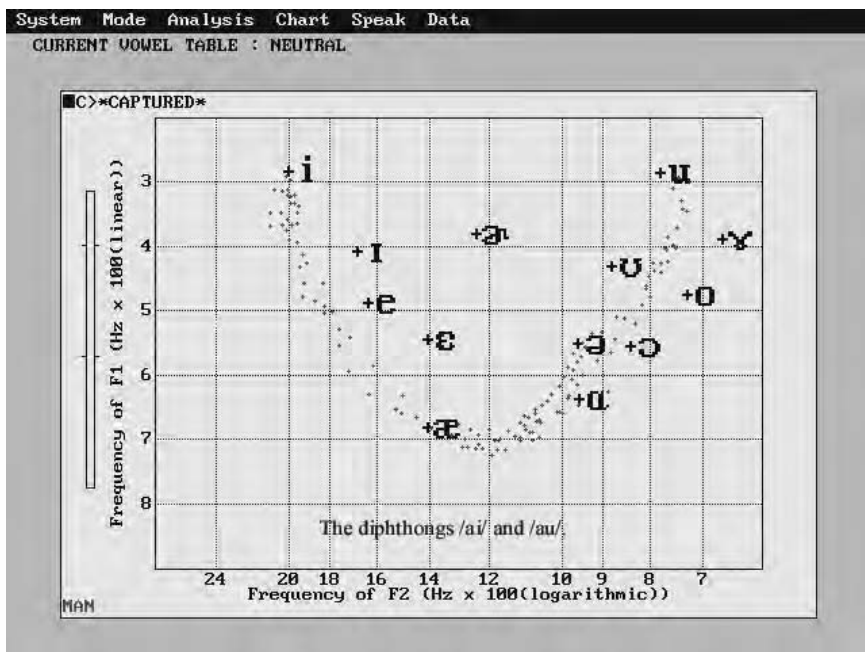 System Mode Analysis Chart Speak Data
CURRENT VOWEL TABLE : NEUTRAL
■C>*CAPTURED*
Frequency of F1 (Hz x 100(linear))
3
4
5
6
7
8
+i
+u
+ɚ
+ɤ
+ɪ
+ʊ
+e
+o
+ɛ
+ə
+ɔ
+ɑ
+æ
The diphthongs /ai/ and /au/.
24 20 18 16 14 12 10 9 8 7
Frequency of F2 (Hz x 100(logarithmic))
MAN